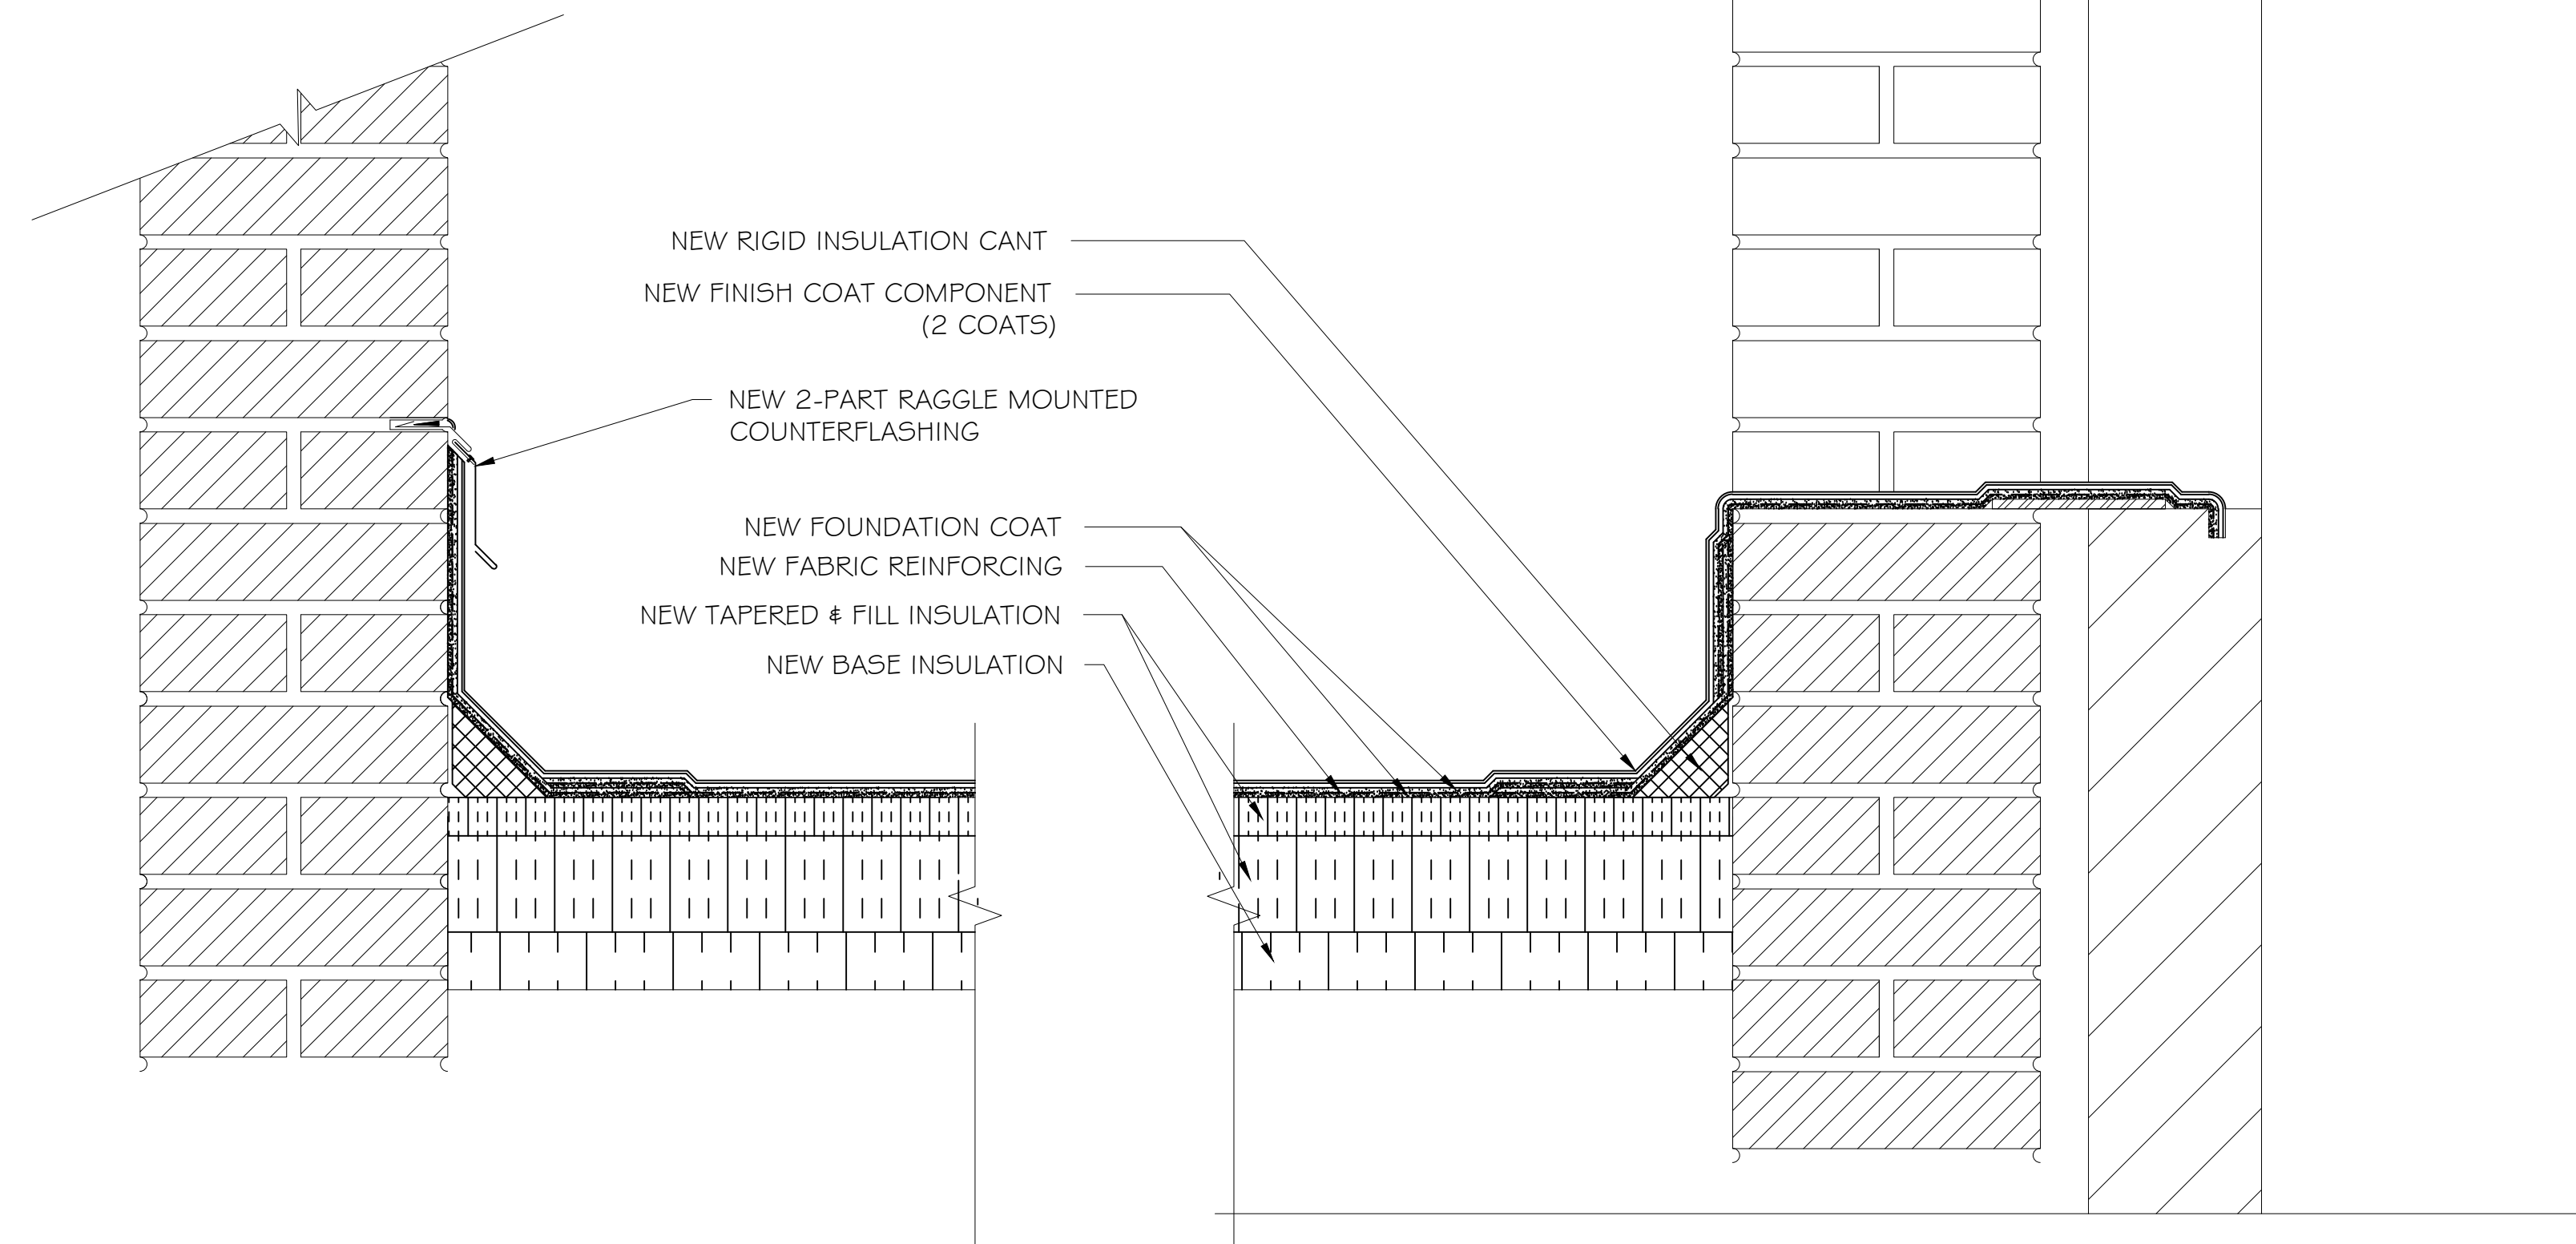 NEW RIGID INSULATION CANT
NEW FINISH COAT COMPONENT
(2 COATS)
NEW 2-PART RAGGLE MOUNTED
COUNTERFLASHING
NEW FOUNDATION COAT
NEW FABRIC REINFORCING
NEW TAPERED & FILL INSULATION
NEW BASE INSULATION